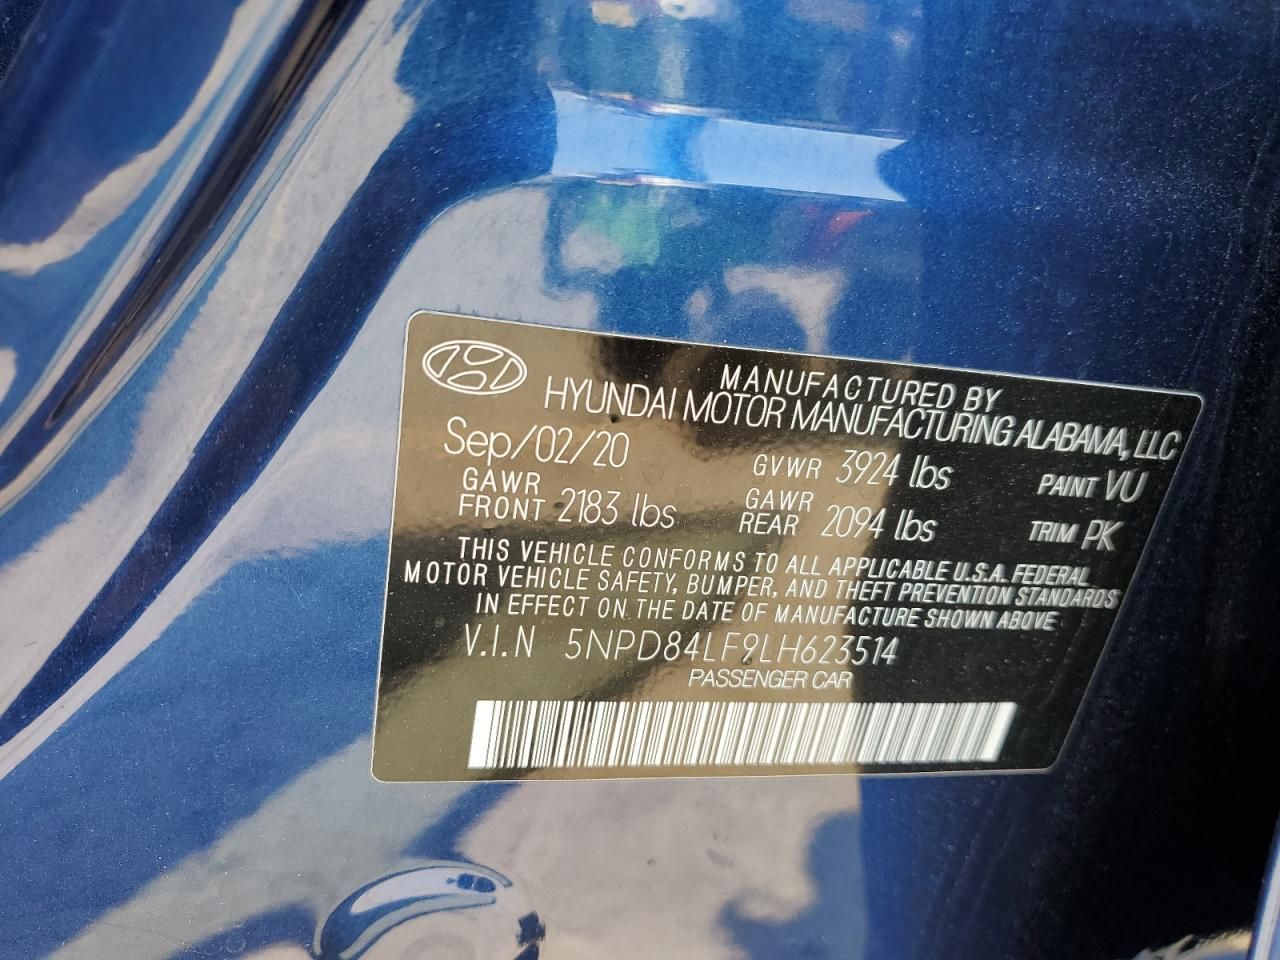 MANUFACTURED BY
HYUNDAI MOTOR MANUFACTURING ALABAMA, LLC
Sep/02/20 GVWR 3924 lbs PAINT VU
GAWR FRONT 2183 lbs GAWR REAR 2094 lbs TRIM PK
THIS VEHICLE CONFORMS TO ALL APPLICABLE U.S.A. FEDERAL
MOTOR VEHICLE SAFETY, BUMPER, AND THEFT PREVENTION STANDARDS
IN EFFECT ON THE DATE OF MANUFACTURE SHOWN ABOVE
V.I.N 5NPD84LF9LH623514
PASSENGER CAR